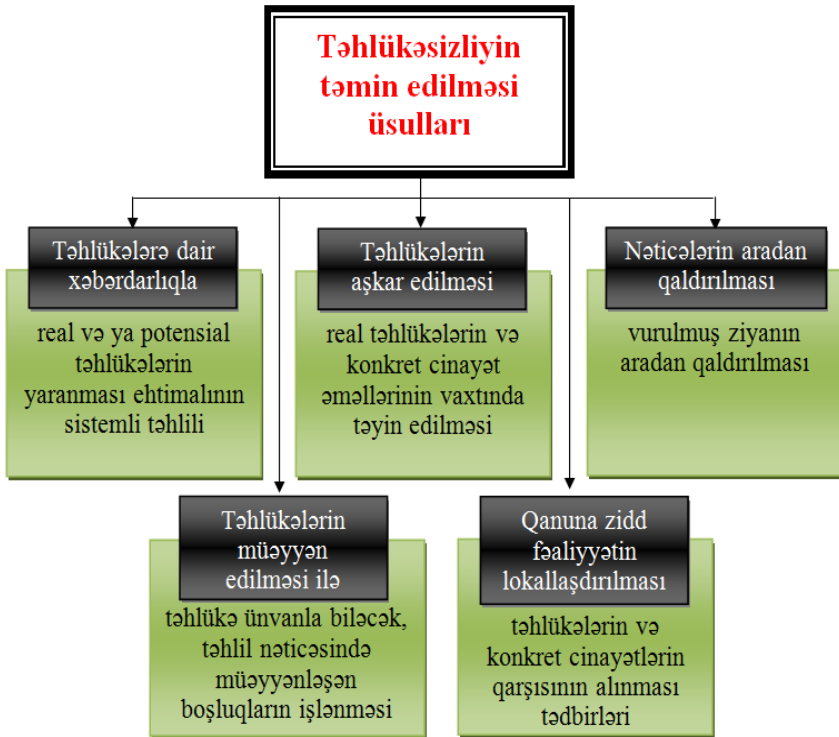 Təhlükəsizliyin
təmin edilməsi
üsulları
Təhlükələrə dair
xəbərdarlıqla
real və ya potensial
təhlükələrin
yaranması ehtimalının
sistemli təhlili
Təhlükələrin
aşkar edilməsi
real təhlükələrin və
konkret cinayət
əməllərinin vaxtında
təyin edilməsi
Nəticələrin aradan
qaldırılması
vurulmuş ziyanın
aradan qaldırılması
Təhlükələrin
müəyyən
edilməsi ilə
təhlükə ünvanla biləcək,
təhlil nəticəsində
müəyyənləşən
boşluqların işlənməsi
Qanuna zidd
fəaliyyətin
lokallaşdırılması
təhlükələrin və
konkret cinayətlərin
qarşısının alınması
tədbirləri